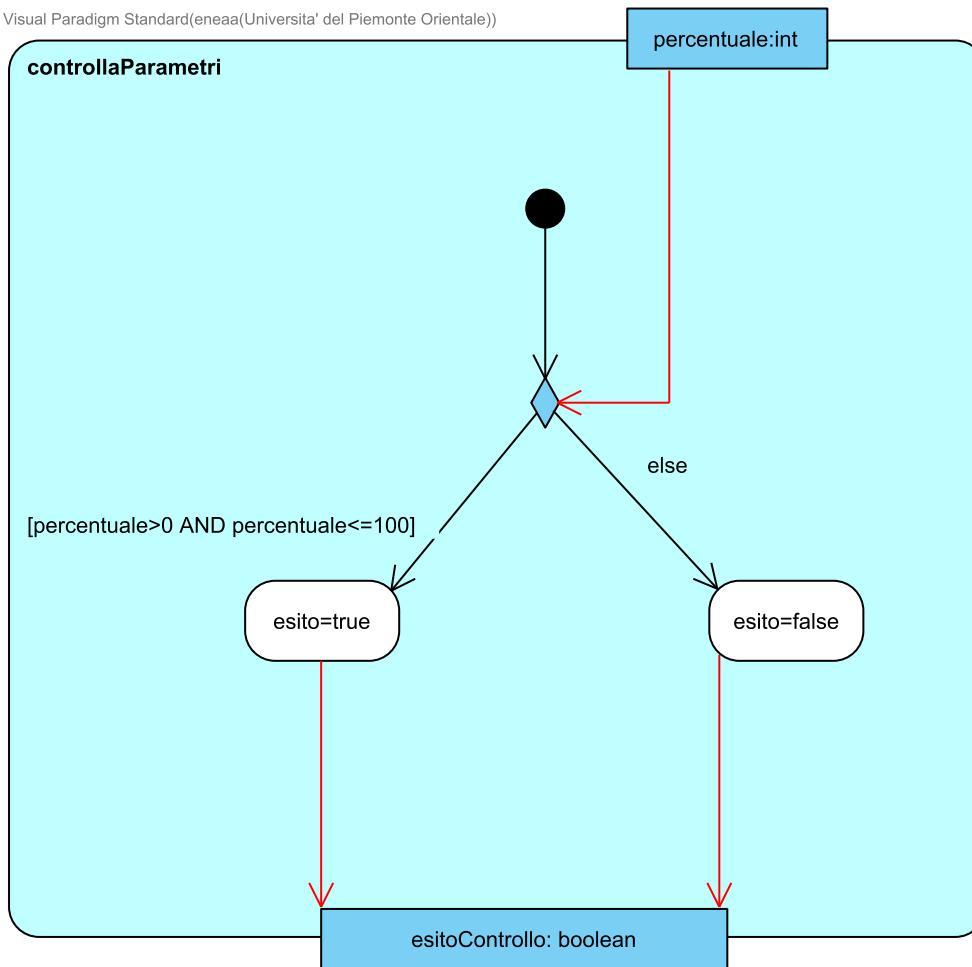 Visual Paradigm Standard(eneaa(Universita' del Piemonte Orientale))
percentuale:int
controllaParametri
else
[percentuale>0 AND percentuale<=100]
esito=true
esito=false
esitoControllo: boolean